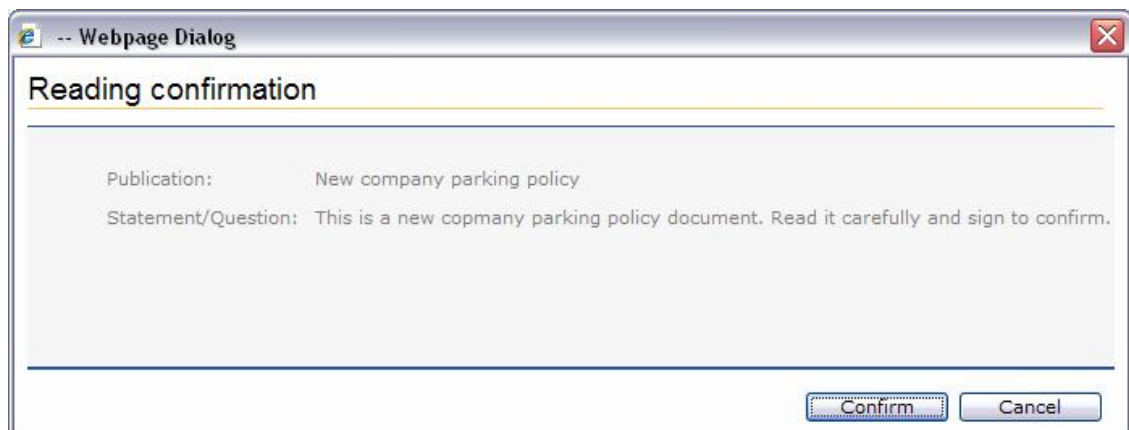 -- Webpage Dialog
Reading confirmation
Publication: New company parking policy
Statement/Question: This is a new copmany parking policy document. Read it carefully and sign to confirm.
Confirm Cancel